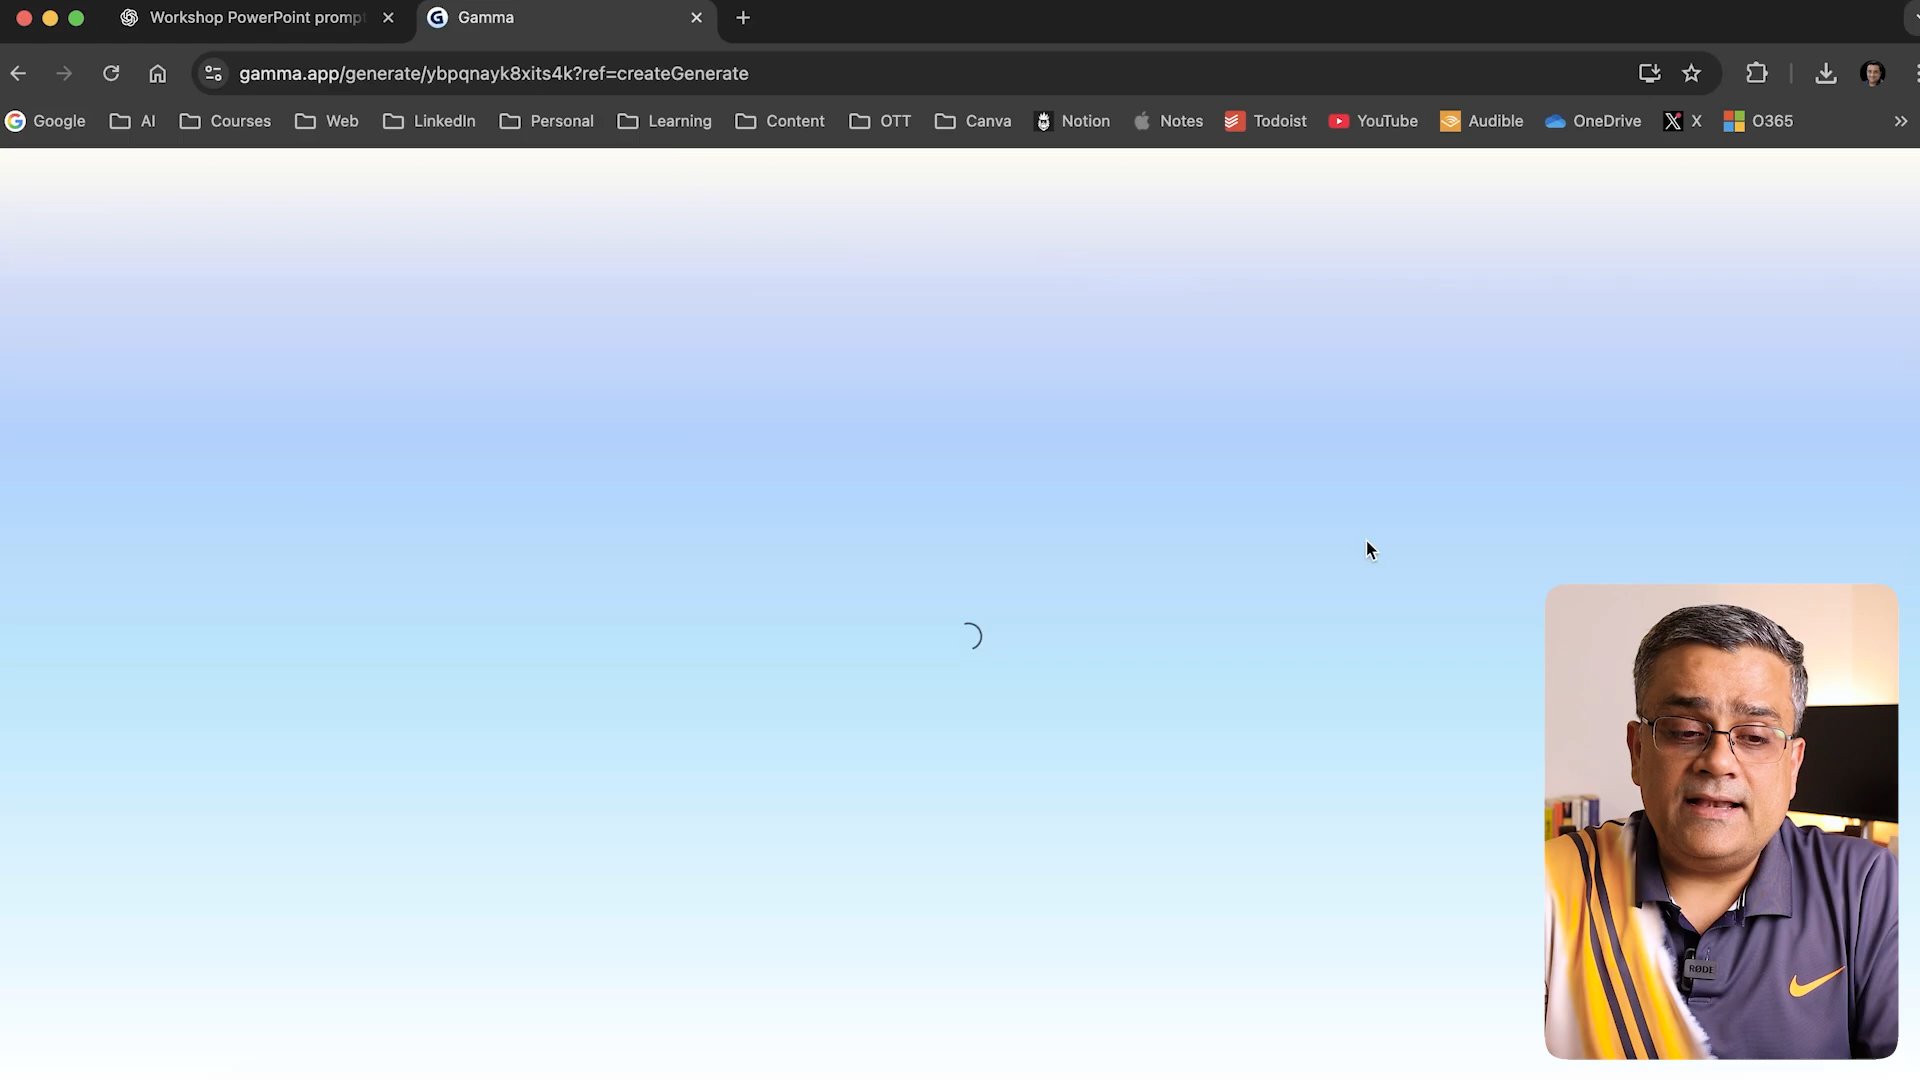 Workshop PowerPoint promp
Gamma
gamma.app/generate/ybpqnayk8xits4k?ref=createGenerate
Google AI Courses Web LinkedIn Personal Learning Content OTT Canva Notion Notes Todoist YouTube Audible OneDrive X O365
RØDE